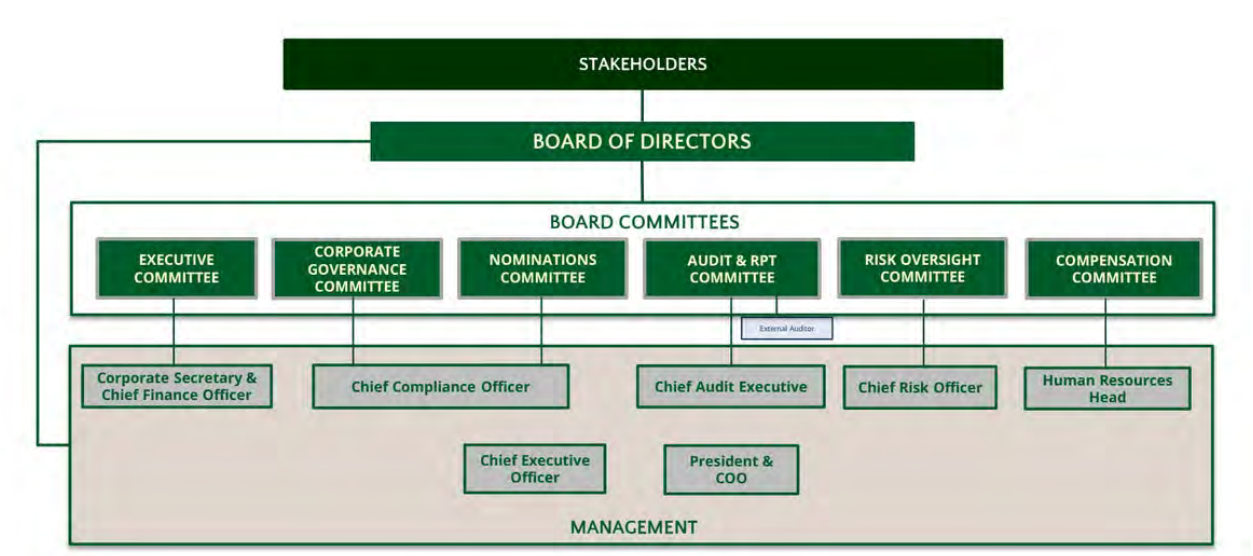 STAKEHOLDERS
BOARD OF DIRECTORS
BOARD COMMITTEES
EXECUTIVE
COMMITTEE
CORPORATE
GOVERNANCE
COMMITTEE
NOMINATIONS
COMMITTEE
AUDIT & RPT
COMMITTEE
RISK OVERSIGHT
COMMITTEE
COMPENSATION
COMMITTEE
External Auditor
Corporate Secretary &
Chief Finance Officer
Chief Compliance Officer
Chief Audit Executive
Chief Risk Officer
Human Resources
Head
Chief Executive
Officer
President &
COO
MANAGEMENT